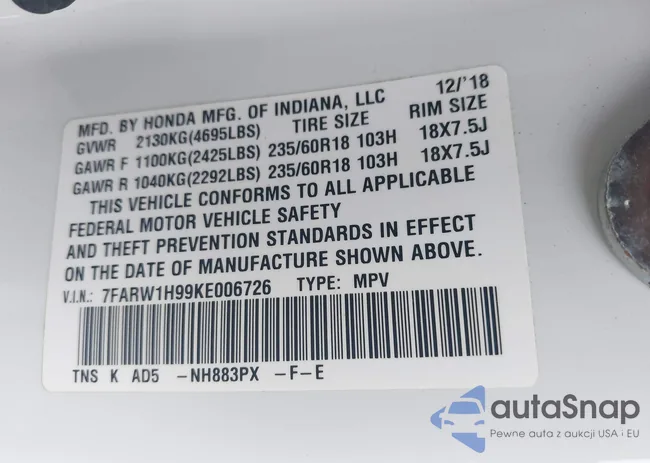 MFD. BY HONDA MFG. OF INDIANA, LLC 12/'18
GVWR 2130KG(4695LBS) TIRE SIZE RIM SIZE
GAWR F 1100KG(2425LBS) 235/60R18 103H 18X7.5J
GAWR R 1040KG(2292LBS) 235/60R18 103H 18X7.5J
THIS VEHICLE CONFORMS TO ALL APPLICABLE
FEDERAL MOTOR VEHICLE SAFETY
AND THEFT PREVENTION STANDARDS IN EFFECT
ON THE DATE OF MANUFACTURE SHOWN ABOVE.
V.I.N.: 7FARW1H99KE006726 TYPE: MPV
TNS K AD5 -NH883PX -F-E
autaSnap
Pewne auta z aukcji USA i EU